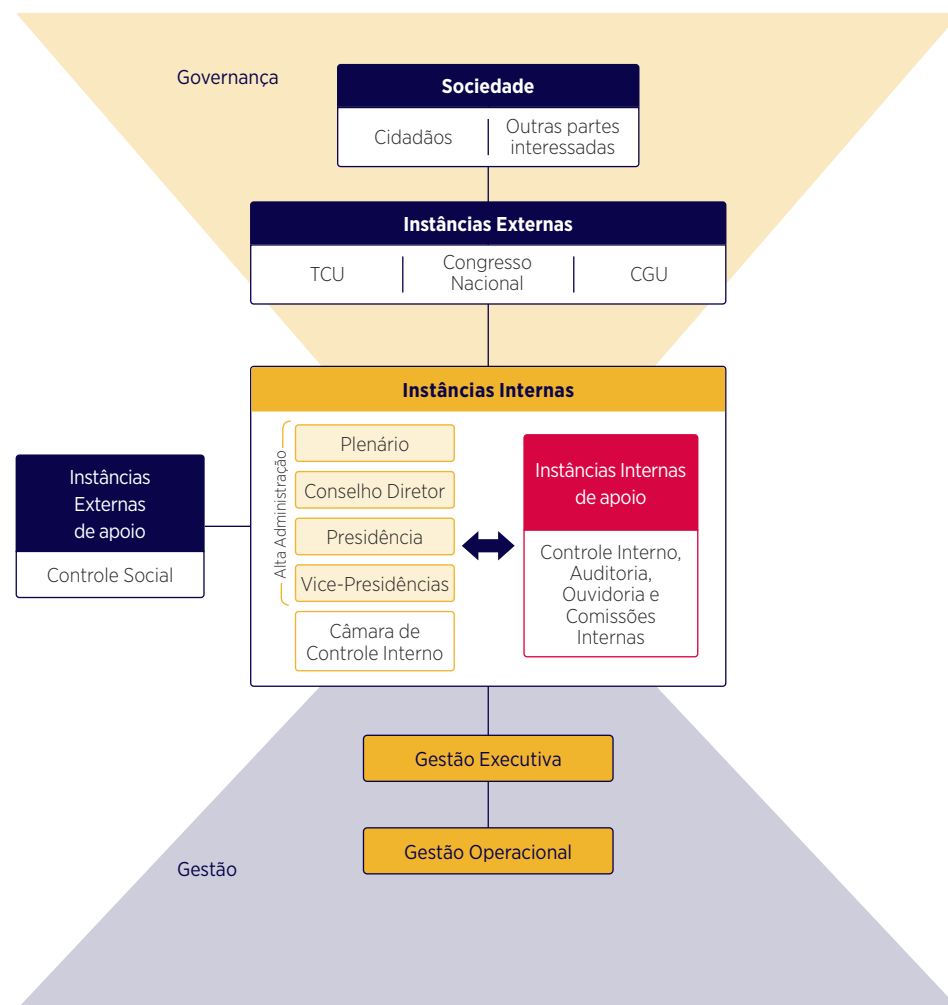 Governança
Sociedade
Cidadãos
Outras partes
interessadas
Instâncias Externas
TCU
Congresso
Nacional
CGU
Instâncias Internas
Alta Administração
Plenário
Conselho Diretor
Presidência
Vice-Presidências
Câmara de
Controle Interno
Instâncias Internas
de apoio
Controle Interno,
Auditoria,
Ouvidoria e
Comissões
Internas
Instâncias
Externas
de apoio
Controle Social
Gestão Executiva
Gestão Operacional
Gestão